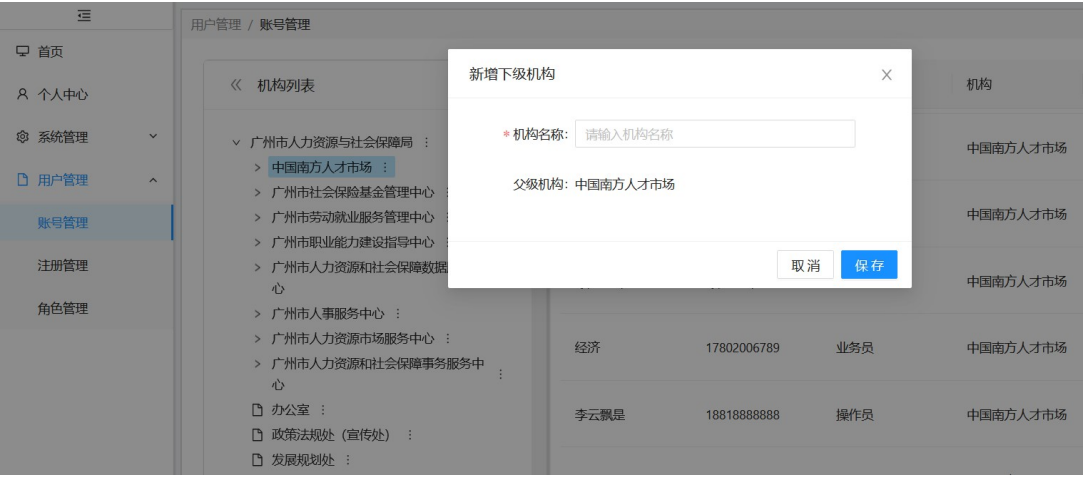 用户管理 / 账号管理
首页
个人中心
系统管理
用户管理
账号管理
注册管理
角色管理
机构列表
广州市人力资源与社会保障局
中国南方人才市场
广州市社会保险基金管理中心
广州市劳动就业服务管理中心
广州市职业能力建设指导中心
广州市人力资源和社会保障数据
心
广州市人事服务中心
广州市人力资源市场服务中心
广州市人力资源和社会保障事务服务中
心
办公室
政策法规处（宣传处）
发展规划处
新增下级机构
*机构名称: 请输入机构名称
父级机构: 中国南方人才市场
取消 保存
机构
中国南方人才市场
中国南方人才市场
中国南方人才市场
经济 17802006789 业务员 中国南方人才市场
李云飘是 18818888888 操作员 中国南方人才市场